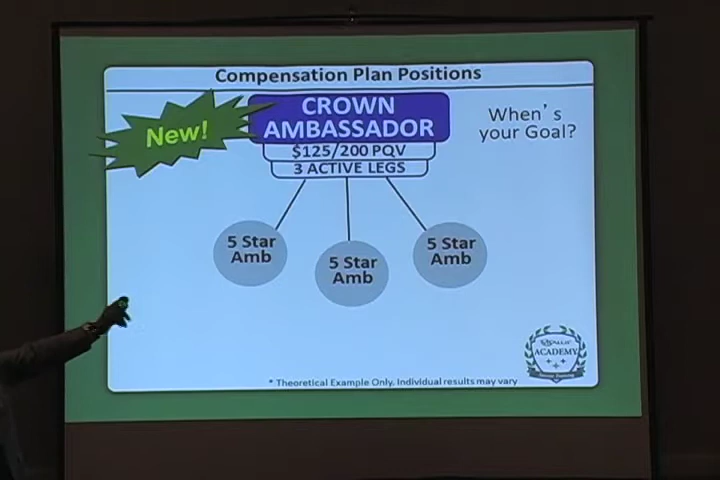 Compensation Plan Positions
New!
CROWN
AMBASSADOR
$125/200 PQV
3 ACTIVE LEGS
When's
your Goal?
5 Star
Amb
5 Star
Amb
5 Star
Amb
ACADEMY
* Theoretical Example Only. Individual results may vary